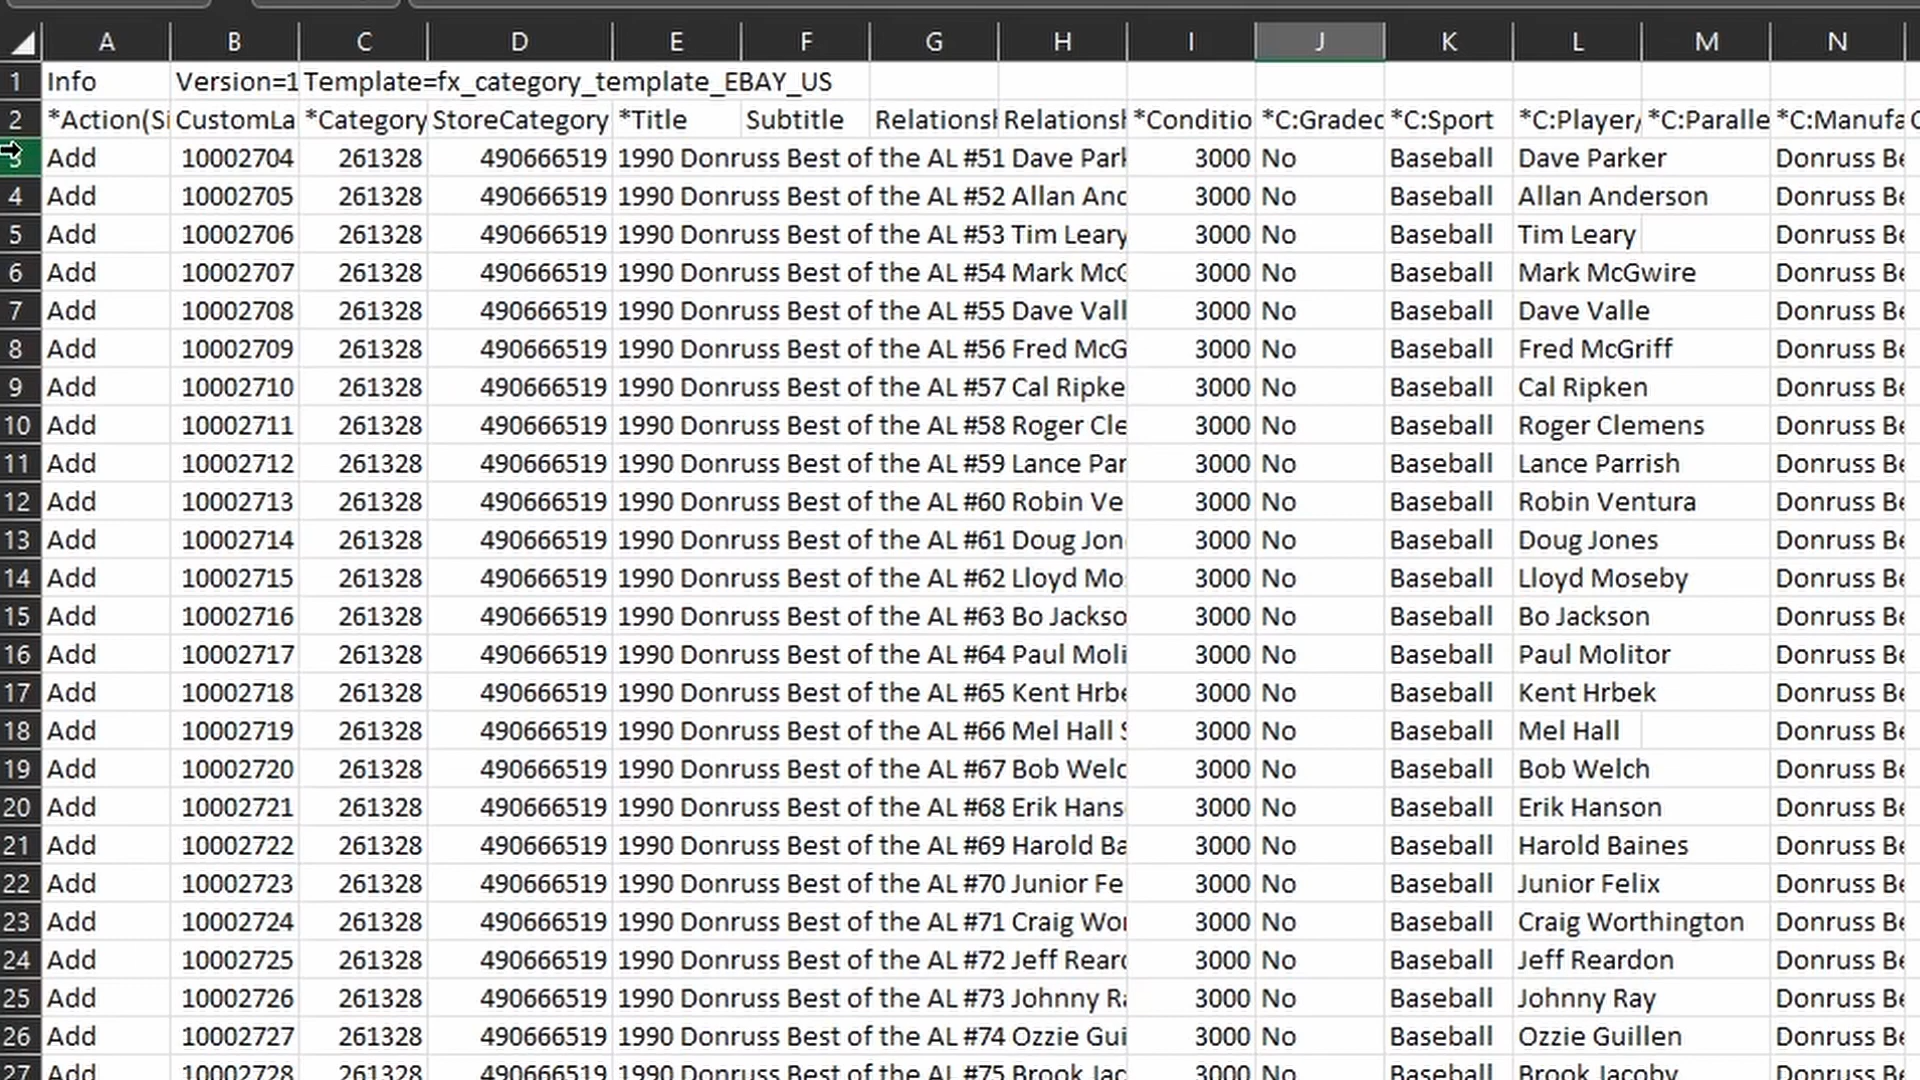 A B C D E F G H I J K L M N
1 Info Version=1 Template=fx_category_template_EBAY_US
2 *Action(Si CustomLa *Category StoreCategory *Title Subtitle Relationsh Relationsh *Conditio *C:Graded *C:Sport *C:Player/ *C:Paralle *C:Manufa
3 Add 10002704 261328 490666519 1990 Donruss Best of the AL #51 Dave Park 3000 No Baseball Dave Parker Donruss Be
4 Add 10002705 261328 490666519 1990 Donruss Best of the AL #52 Allan And 3000 No Baseball Allan Anderson Donruss Be
5 Add 10002706 261328 490666519 1990 Donruss Best of the AL #53 Tim Leary 3000 No Baseball Tim Leary Donruss Be
6 Add 10002707 261328 490666519 1990 Donruss Best of the AL #54 Mark McG 3000 No Baseball Mark McGwire Donruss Be
7 Add 10002708 261328 490666519 1990 Donruss Best of the AL #55 Dave Vall 3000 No Baseball Dave Valle Donruss Be
8 Add 10002709 261328 490666519 1990 Donruss Best of the AL #56 Fred McG 3000 No Baseball Fred McGriff Donruss Be
9 Add 10002710 261328 490666519 1990 Donruss Best of the AL #57 Cal Ripke 3000 No Baseball Cal Ripken Donruss Be
10 Add 10002711 261328 490666519 1990 Donruss Best of the AL #58 Roger Cle 3000 No Baseball Roger Clemens Donruss Be
11 Add 10002712 261328 490666519 1990 Donruss Best of the AL #59 Lance Par 3000 No Baseball Lance Parrish Donruss Be
12 Add 10002713 261328 490666519 1990 Donruss Best of the AL #60 Robin Ve 3000 No Baseball Robin Ventura Donruss Be
13 Add 10002714 261328 490666519 1990 Donruss Best of the AL #61 Doug Jon 3000 No Baseball Doug Jones Donruss Be
14 Add 10002715 261328 490666519 1990 Donruss Best of the AL #62 Lloyd Mo 3000 No Baseball Lloyd Moseby Donruss Be
15 Add 10002716 261328 490666519 1990 Donruss Best of the AL #63 Bo Jackso 3000 No Baseball Bo Jackson Donruss Be
16 Add 10002717 261328 490666519 1990 Donruss Best of the AL #64 Paul Moli 3000 No Baseball Paul Molitor Donruss Be
17 Add 10002718 261328 490666519 1990 Donruss Best of the AL #65 Kent Hrbe 3000 No Baseball Kent Hrbek Donruss Be
18 Add 10002719 261328 490666519 1990 Donruss Best of the AL #66 Mel Hall S 3000 No Baseball Mel Hall Donruss Be
19 Add 10002720 261328 490666519 1990 Donruss Best of the AL #67 Bob Welc 3000 No Baseball Bob Welch Donruss Be
20 Add 10002721 261328 490666519 1990 Donruss Best of the AL #68 Erik Hans 3000 No Baseball Erik Hanson Donruss Be
21 Add 10002722 261328 490666519 1990 Donruss Best of the AL #69 Harold Ba 3000 No Baseball Harold Baines Donruss Be
22 Add 10002723 261328 490666519 1990 Donruss Best of the AL #70 Junior Fe 3000 No Baseball Junior Felix Donruss Be
23 Add 10002724 261328 490666519 1990 Donruss Best of the AL #71 Craig Wor 3000 No Baseball Craig Worthington Donruss Be
24 Add 10002725 261328 490666519 1990 Donruss Best of the AL #72 Jeff Reard 3000 No Baseball Jeff Reardon Donruss Be
25 Add 10002726 261328 490666519 1990 Donruss Best of the AL #73 Johnny Ra 3000 No Baseball Johnny Ray Donruss Be
26 Add 10002727 261328 490666519 1990 Donruss Best of the AL #74 Ozzie Gui 3000 No Baseball Ozzie Guillen Donruss Be
27 Add 10002728 261328 490666519 1990 Donruss Best of the AL #75 Brook Jac 3000 No Baseball Brook Jacoby Donruss Be